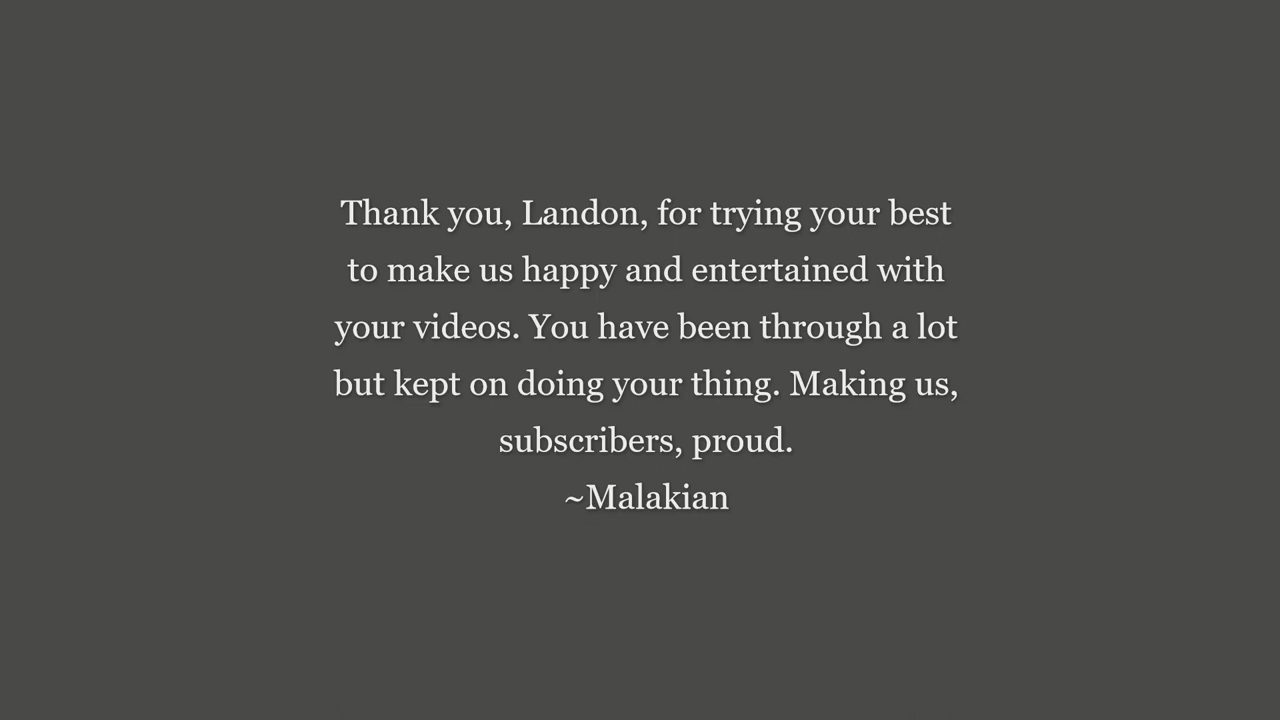 Thank you, Landon, for trying your best
to make us happy and entertained with
your videos. You have been through a lot
but kept on doing your thing. Making us,
subscribers, proud.
~Malakian